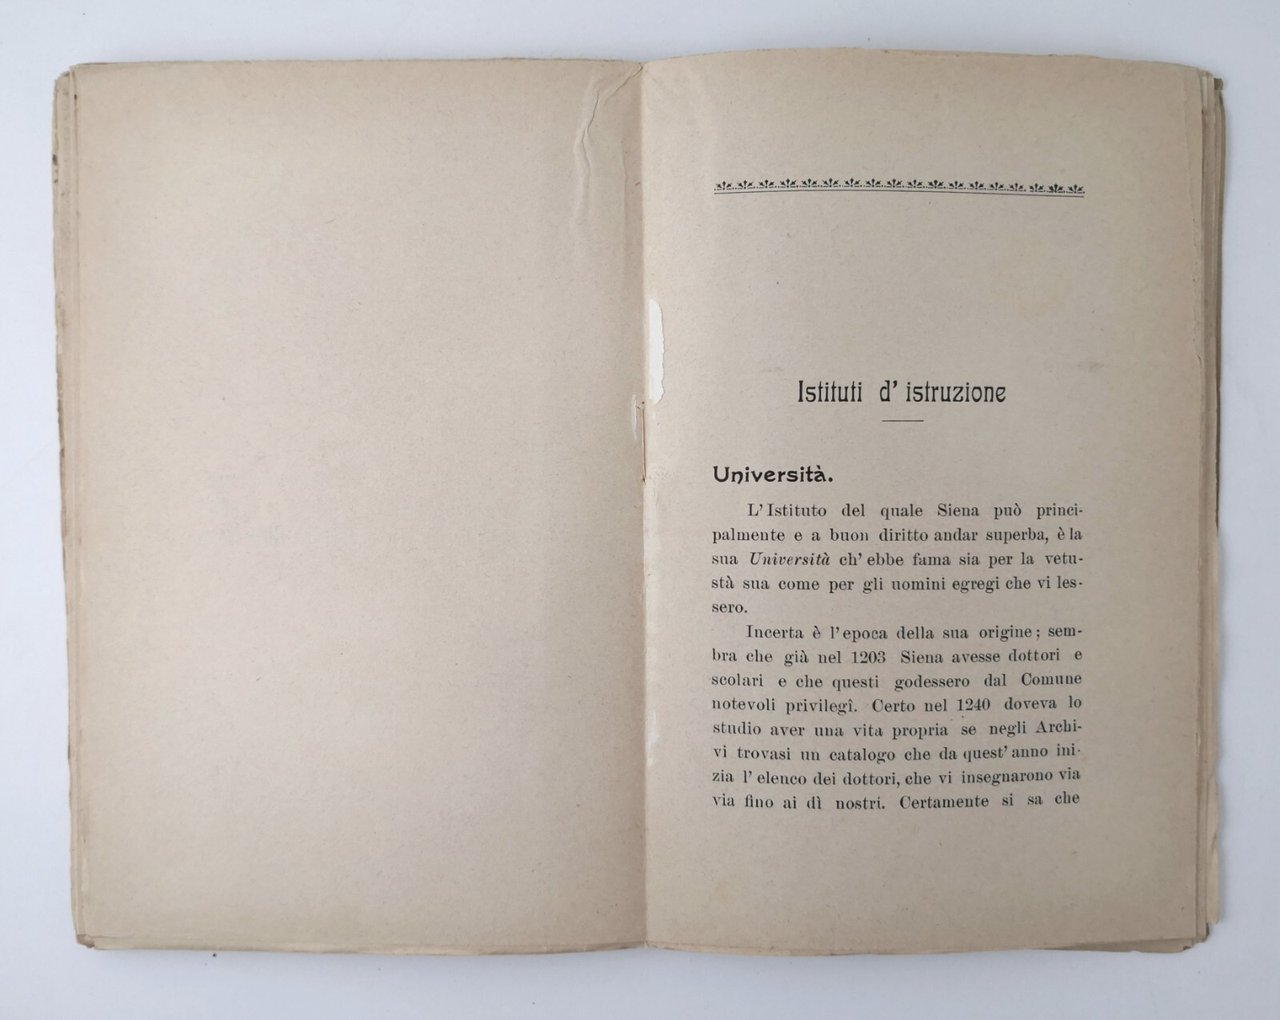 Istituti d' istruzione
Università.
L' Istituto del quale Siena può princi-
palmente e a buon diritto andar superba, è la
sua Università ch' ebbe fama sia per la vetu-
stà sua come per gli uomini egregi che vi les-
sero.
Incerta è l' epoca della sua origine ; sem-
bra che già nel 1203 Siena avesse dottori e
scolari e che questi godessero dal Comune
notevoli privilegî. Certo nel 1240 doveva lo
studio aver una vita propria se negli Archi-
vi trovasi un catalogo che da quest' anno ini-
zia l' elenco dei dottori, che vi insegnarono via
via fino ai dì nostri. Certamente si sa che